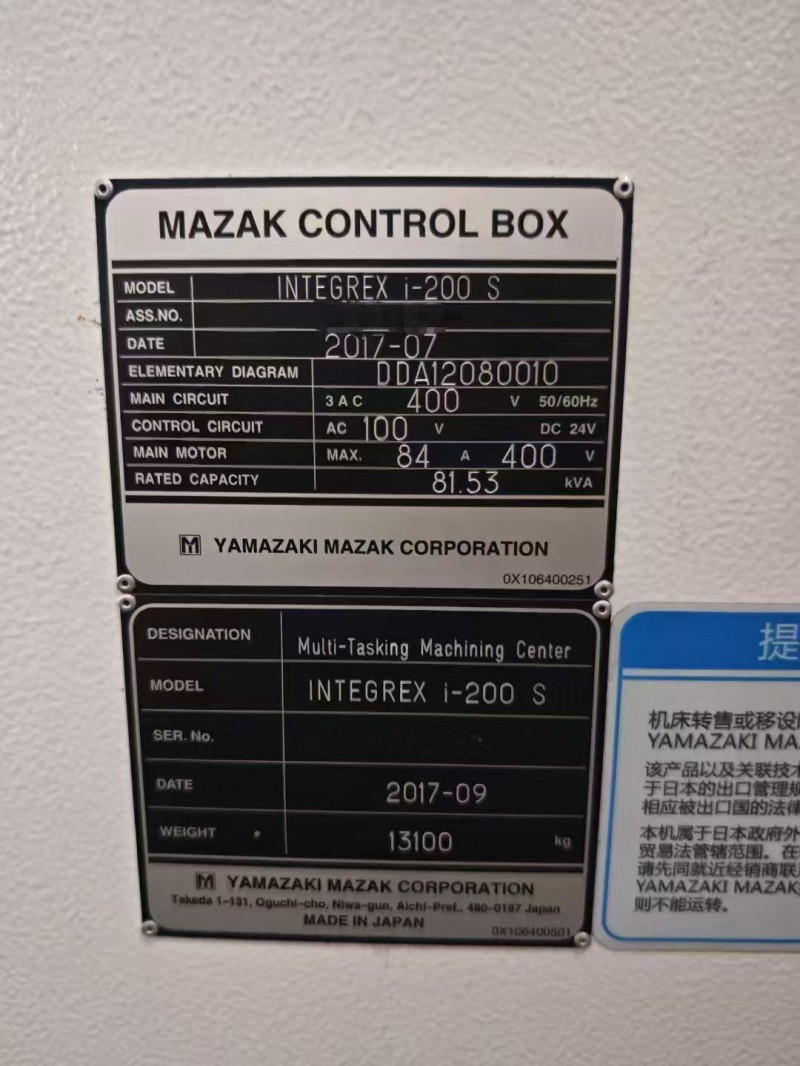 MAZAK CONTROL BOX
MODEL INTEGREX i-200 S
ASS.NO.
DATE 2017-07
ELEMENTARY DIAGRAM DDA12080010
MAIN CIRCUIT 3 A C 400 V 50/60Hz
CONTROL CIRCUIT AC 100 V DC 24V
MAIN MOTOR MAX. 84 A 400 V
RATED CAPACITY 81.53 kVA
M YAMAZAKI MAZAK CORPORATION
0X106400251
DESIGNATION Multi-Tasking Machining Center
MODEL INTEGREX i-200 S
SER. No.
DATE 2017-09
WEIGHT 13100 kg
M YAMAZAKI MAZAK CORPORATION
Takeda 1-131, Oguchi-cho, Niwa-gun, Aichi-Pref., 480-0197 Japan
MADE IN JAPAN
0X106400501
提
机床转售或移设
YAMAZAKI MA
该产品以及关联技
于日本的出口管理规
相应被出口国的法律
本机属于日本政府外
贸易法管辖范围。在
请先同就近经销商联
YAMAZAKI MAZAK
则不能运转。